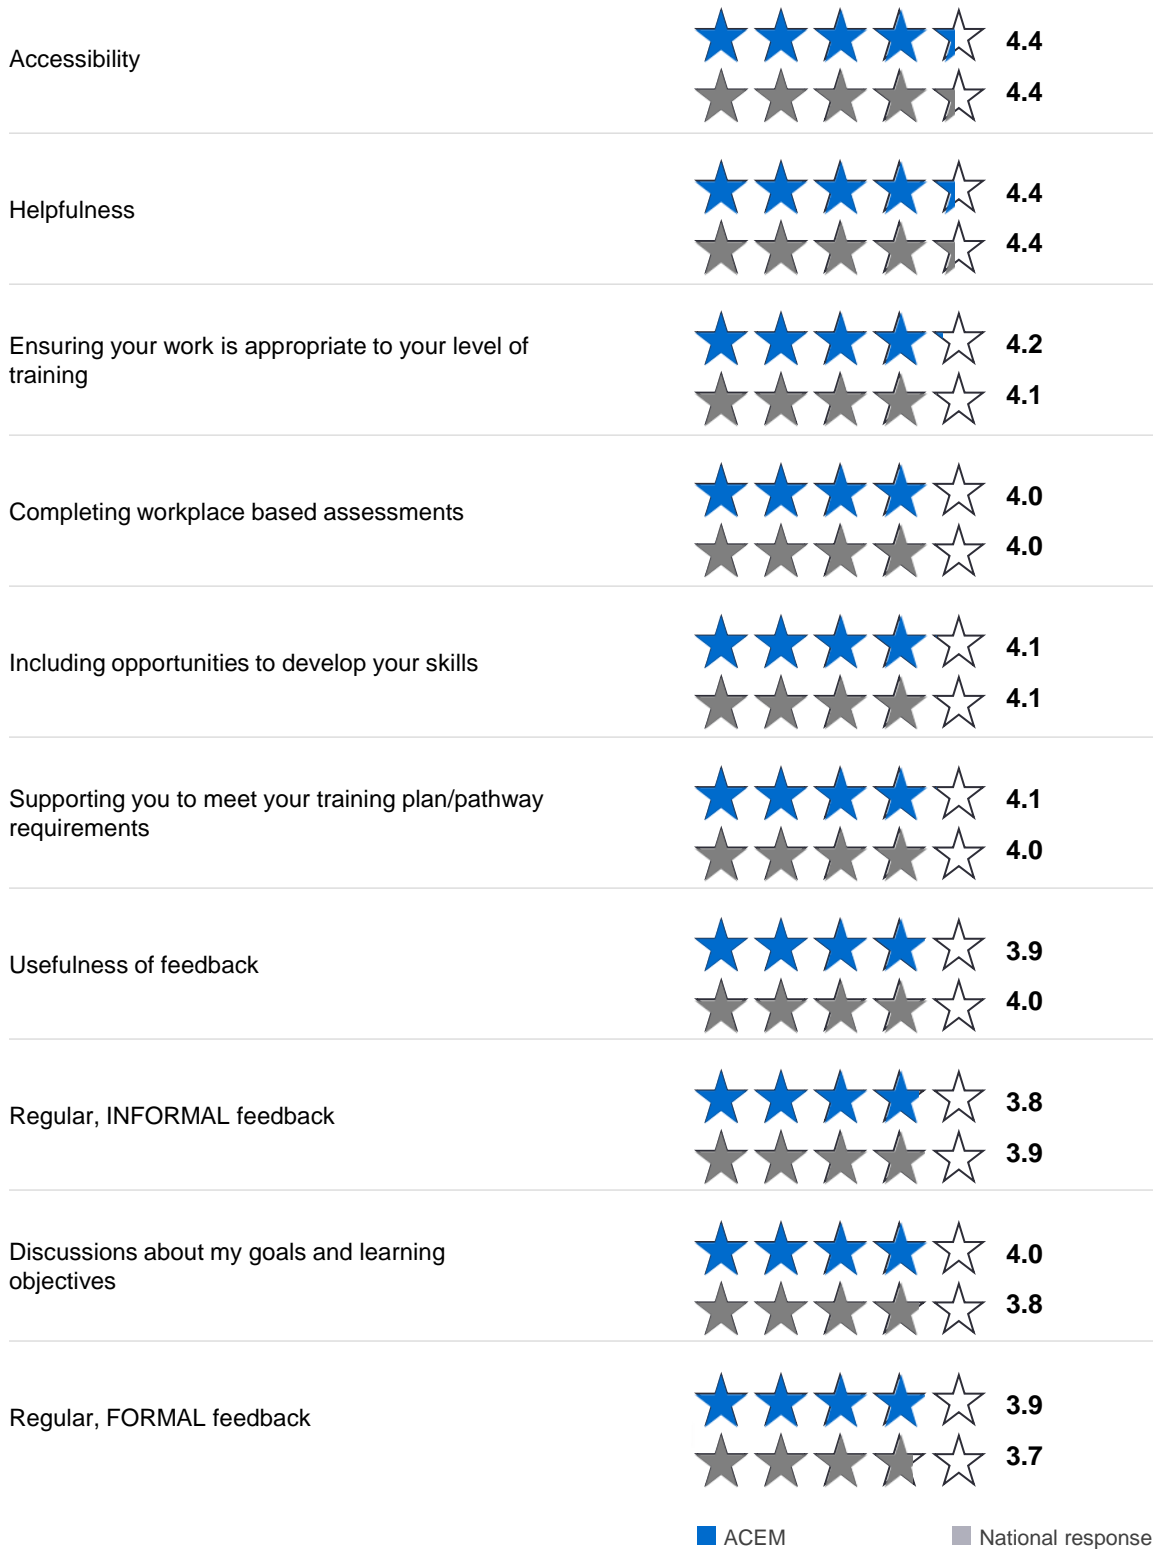 Accessibility
4.4
4.4
Helpfulness
4.4
4.4
Ensuring your work is appropriate to your level of
training
4.2
4.1
Completing workplace based assessments
4.0
4.0
Including opportunities to develop your skills
4.1
4.1
Supporting you to meet your training plan/pathway
requirements
4.1
4.0
Usefulness of feedback
3.9
4.0
Regular, INFORMAL feedback
3.8
3.9
Discussions about my goals and learning
objectives
4.0
3.8
Regular, FORMAL feedback
3.9
3.7
ACEM National response